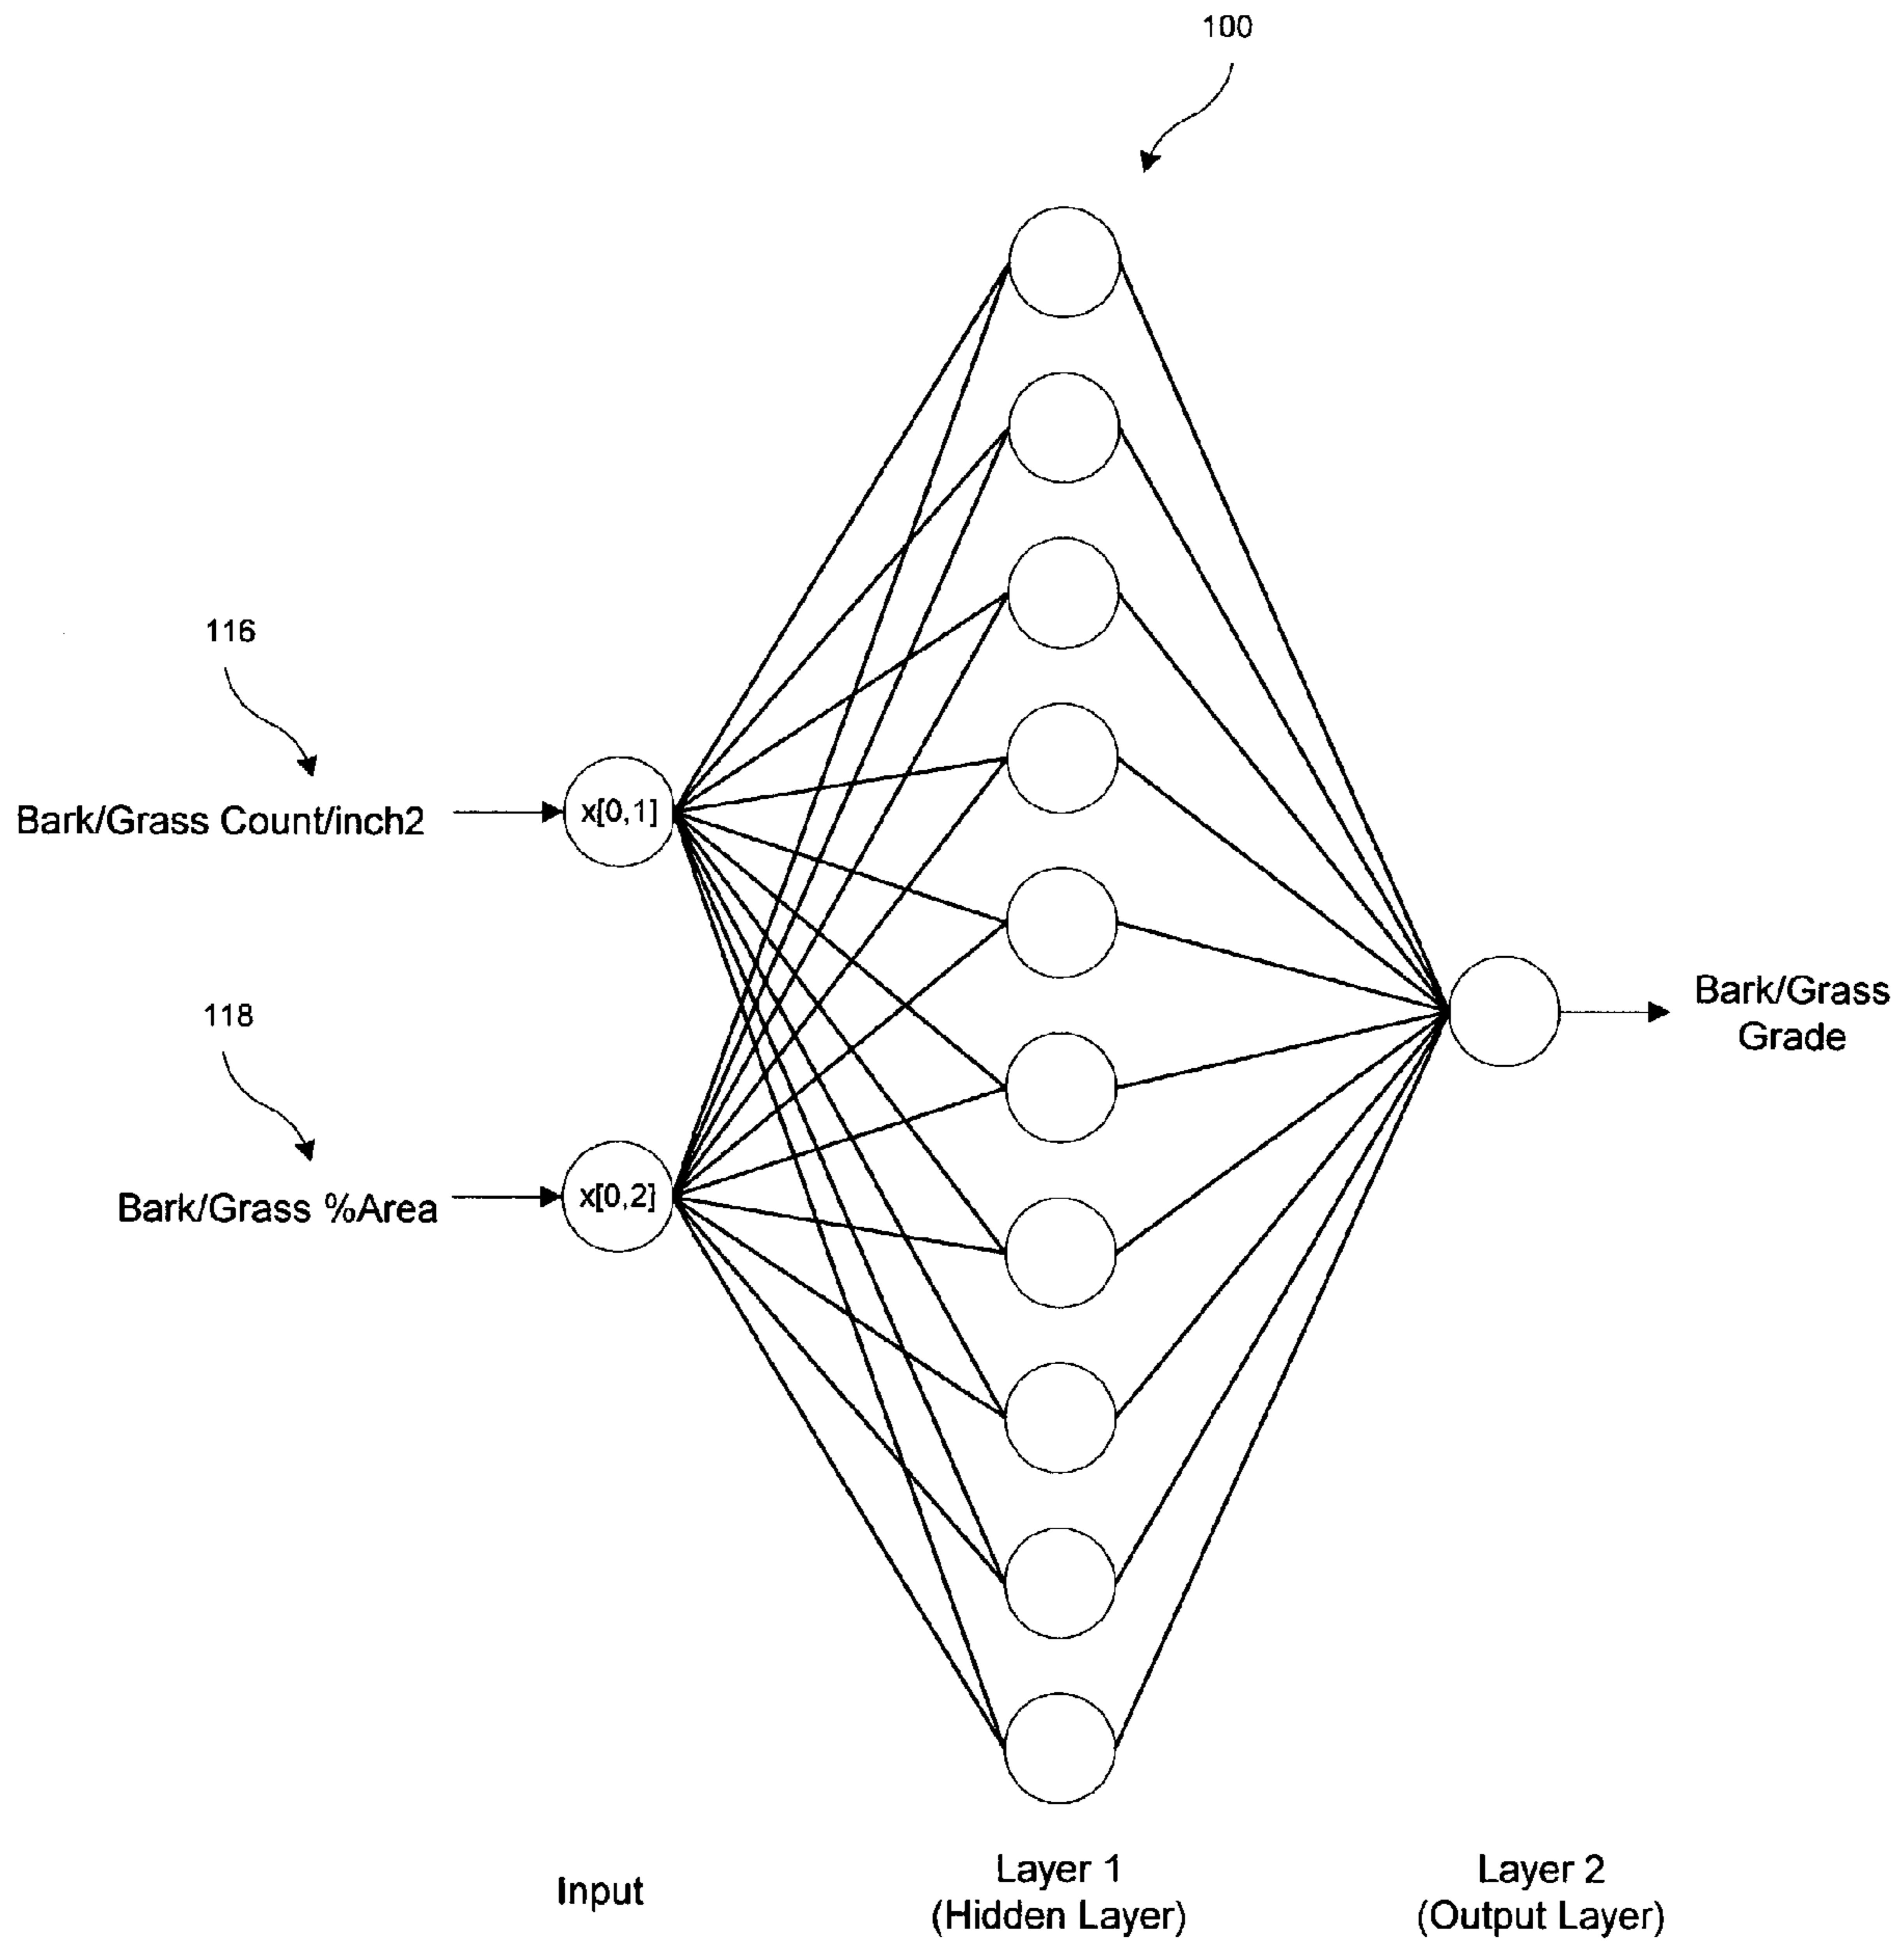 100
116
Bark/Grass Count/inch2
x[0,1]
118
Bark/Grass %Area
x[0,2]
Bark/Grass
Grade
Input
Layer 1
(Hidden Layer)
Layer 2
(Output Layer)